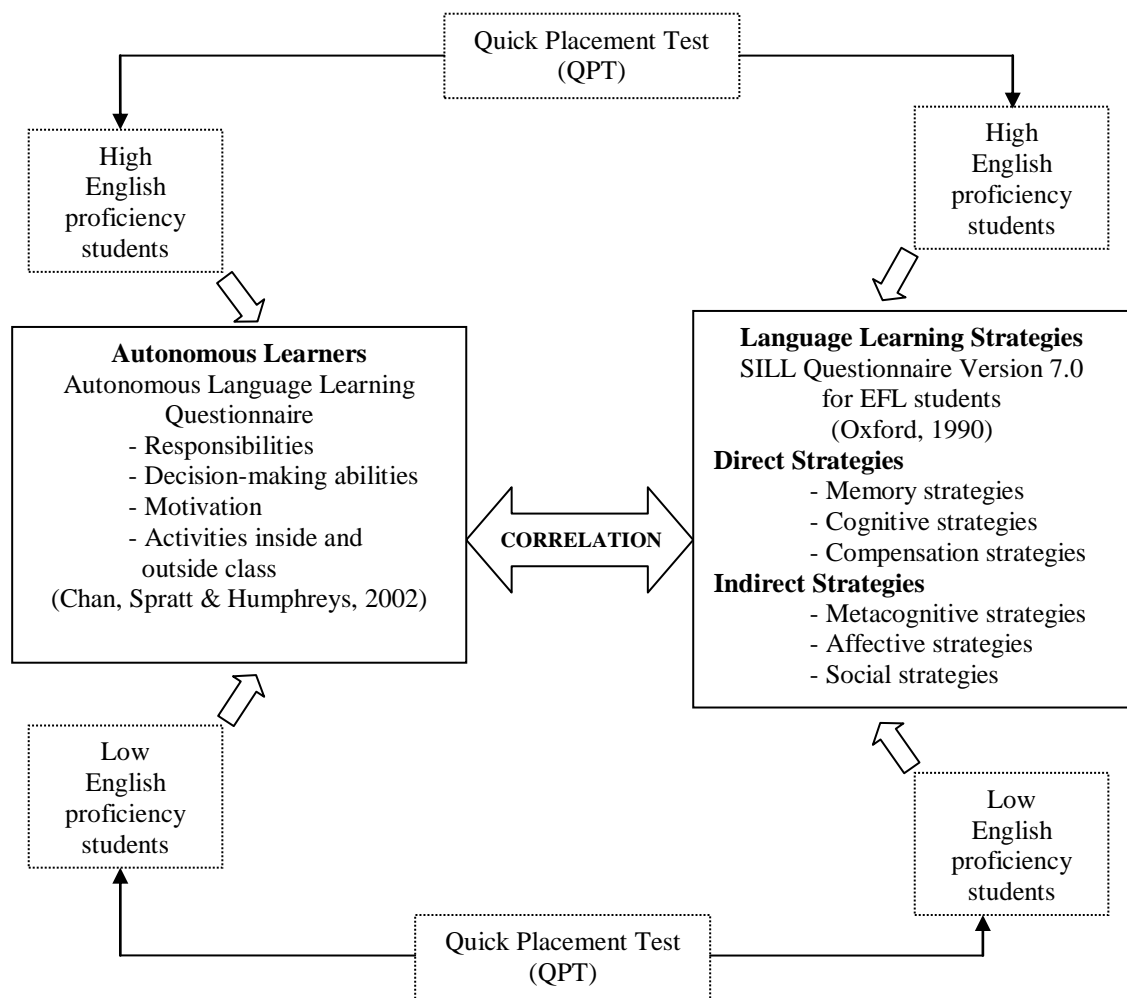 Quick Placement Test
(QPT)
High
English
proficiency
students
High
English
proficiency
students
Autonomous Learners
Autonomous Language Learning
Questionnaire
- Responsibilities
- Decision-making abilities
- Motivation
- Activities inside and
outside class
(Chan, Spratt & Humphreys, 2002)
CORRELATION
Language Learning Strategies
SILL Questionnaire Version 7.0
for EFL students
(Oxford, 1990)
Direct Strategies
- Memory strategies
- Cognitive strategies
- Compensation strategies
Indirect Strategies
- Metacognitive strategies
- Affective strategies
- Social strategies
Low
English
proficiency
students
Low
English
proficiency
students
Quick Placement Test
(QPT)